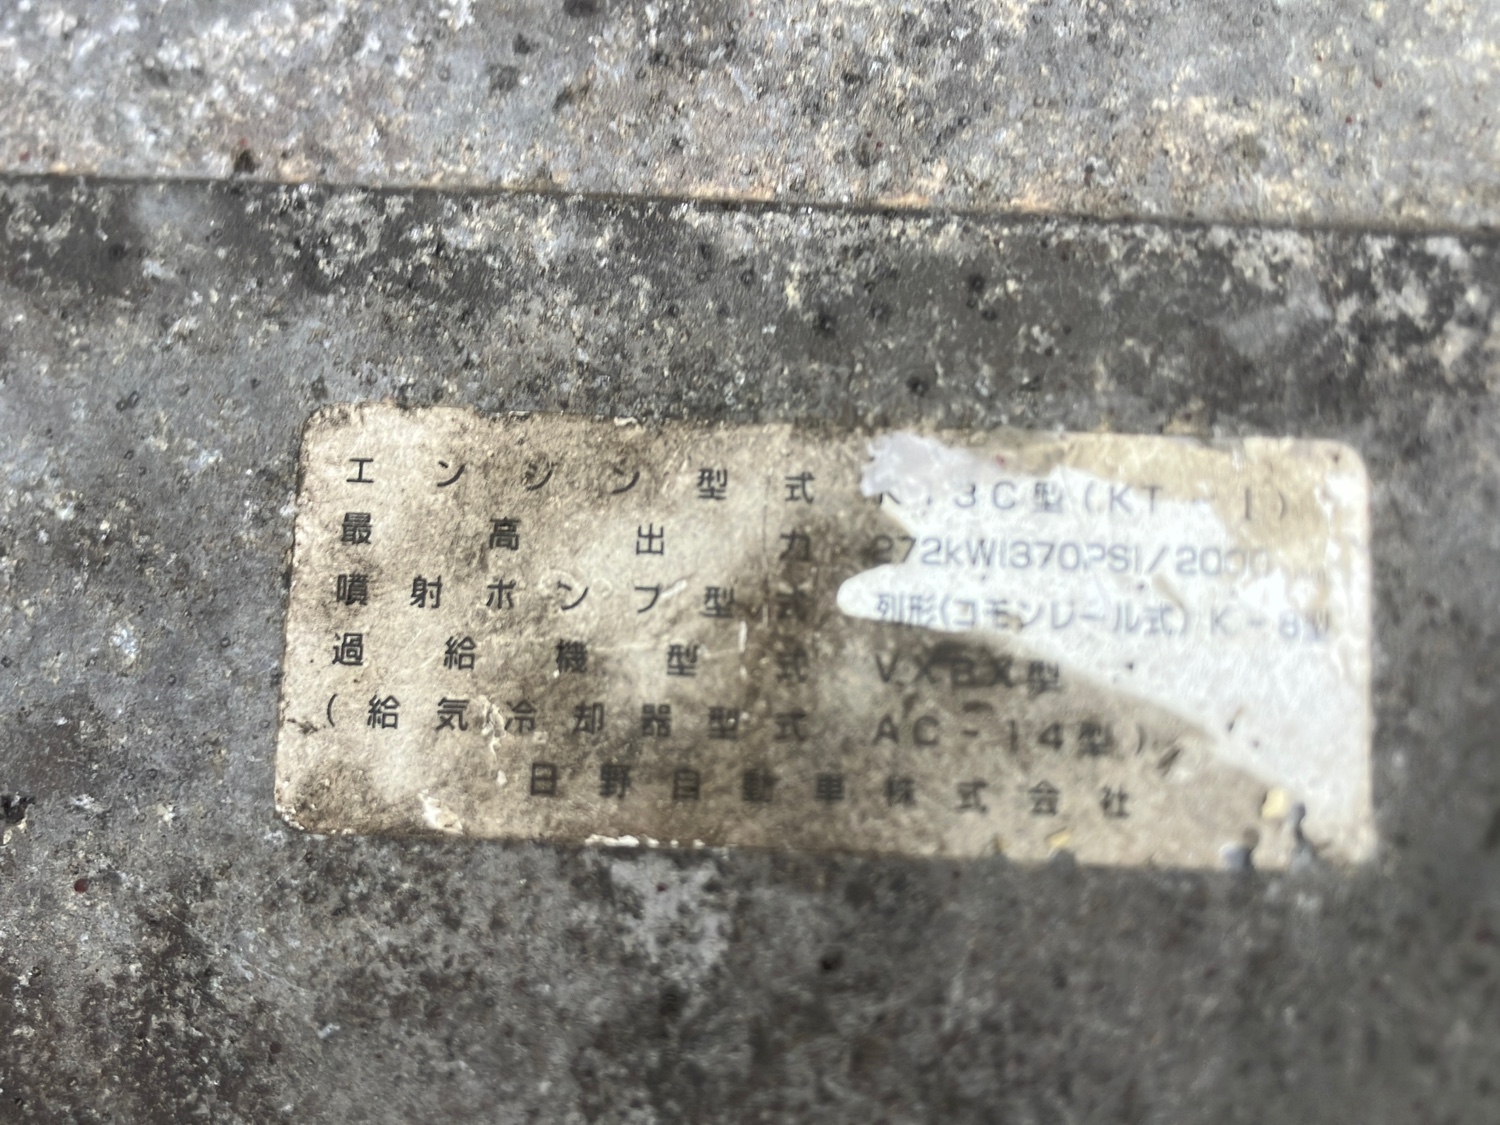 エンジン型式 K13C型(KT-I)
最高出力 272kW{370PS}/2000
噴射ポンプ型式 列形(コモンレール式) K-8型
過給機型式
(給気冷却器型式 AC-14型)
日野自動車株式会社